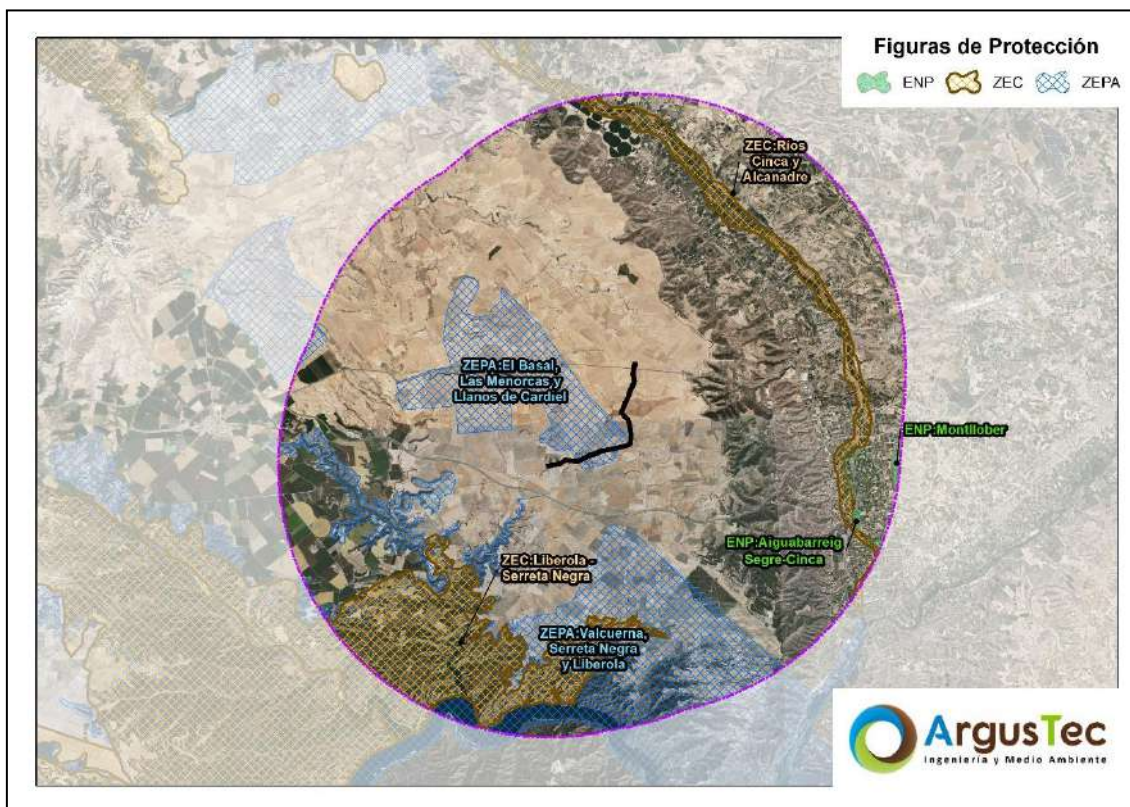 Figuras de Protección
ENP ZEC ZEPA
ZEC:Ríos
Cinca y
Alcanadre
ZEPA:El Basal,
Las Menorcas y
Llanos de Cardiel
ENP:Montllober
ENP:Aiguabarreig
Segre-Cinca
ZEC:Liberola -
Serreta Negra
ZEPA:Valcuerna,
Serreta Negra
y Liberola
ArgusTec
Ingeniería y Medio Ambiente